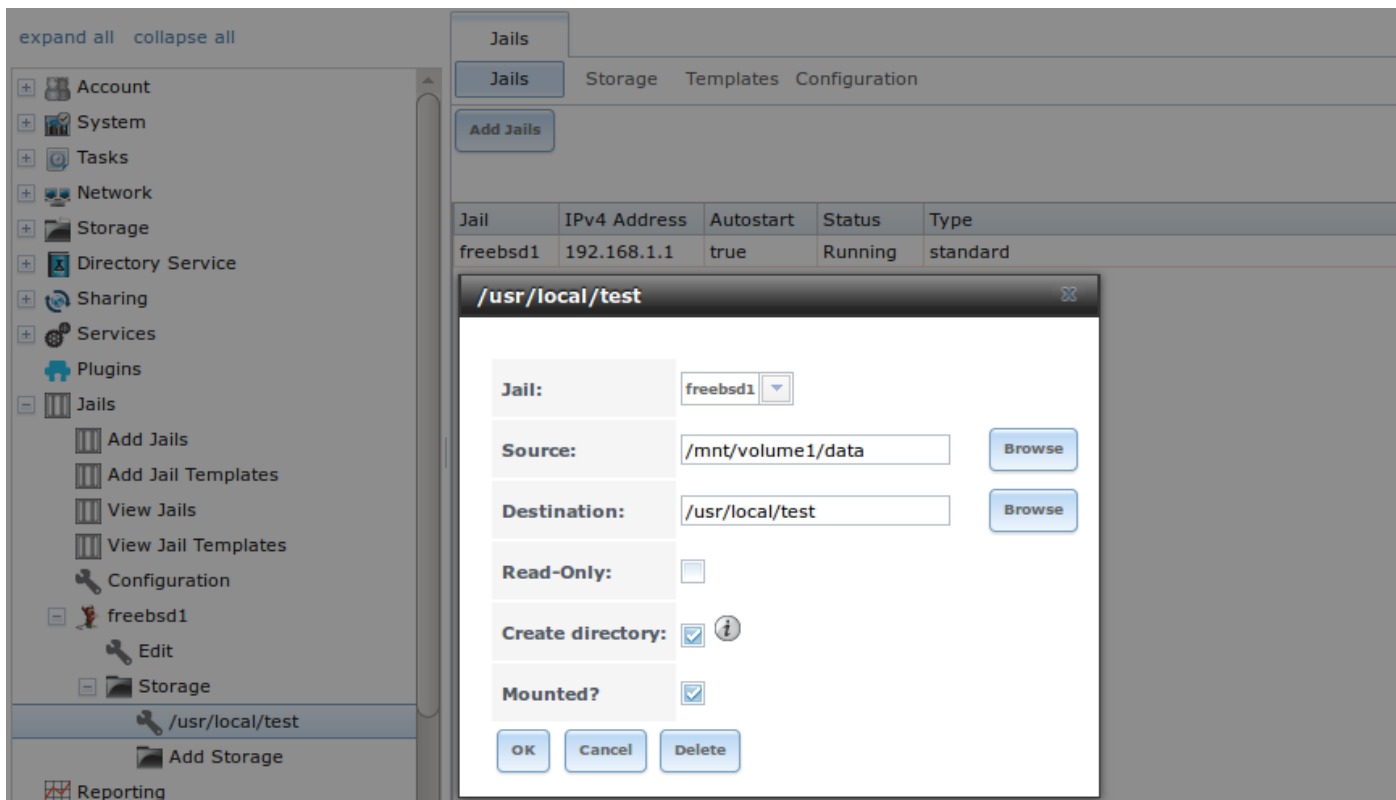 expand all collapse all
Account
System
Tasks
Network
Storage
Directory Service
Sharing
Services
Plugins
Jails
Add Jails
Add Jail Templates
View Jails
View Jail Templates
Configuration
freebsd1
Edit
Storage
/usr/local/test
Add Storage
Reporting
Jails
Jails Storage Templates Configuration
Add Jails
Jail IPv4 Address Autostart Status Type
freebsd1 192.168.1.1 true Running standard
/usr/local/test
Jail: freebsd1
Source: /mnt/volume1/data Browse
Destination: /usr/local/test Browse
Read-Only:
Create directory: i
Mounted?
OK Cancel Delete